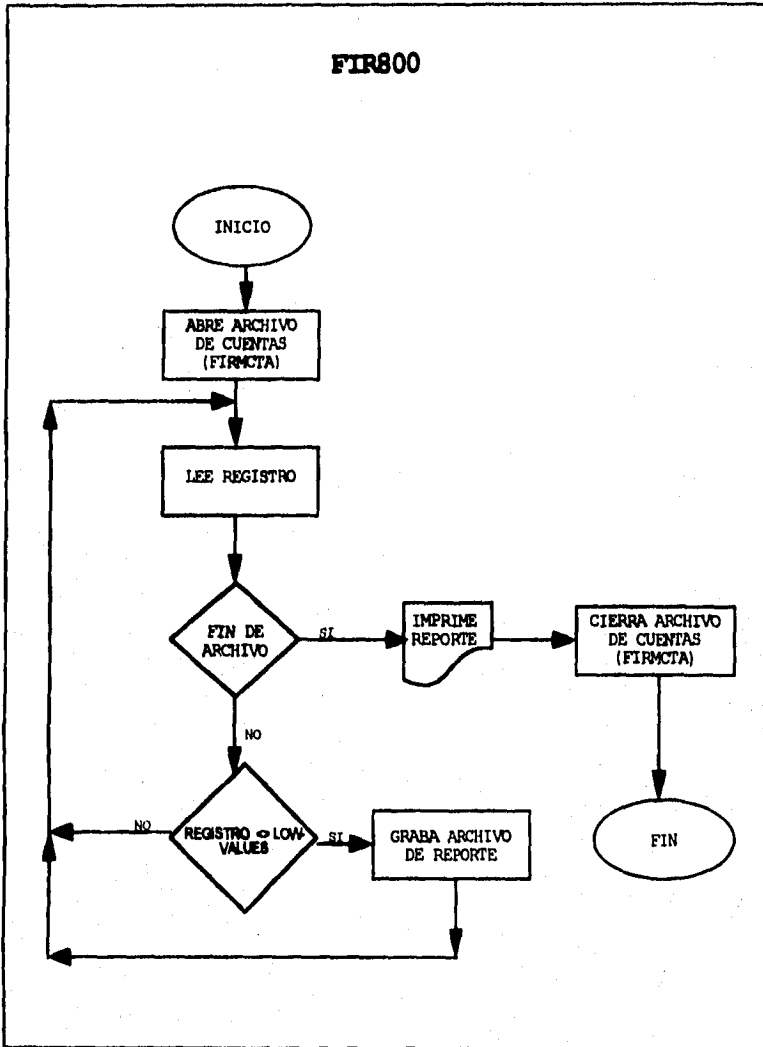 FIR800
INICIO
ABRE ARCHIVO
DE CUENTAS
(FIRMCTA)
LEE REGISTRO
FIN DE
ARCHIVO
SI
IMPRIME
REPORTE
CIERRA ARCHIVO
DE CUENTAS
(FIRMCTA)
NO
NO
REGISTRO <> LOW-
VALUES
SI
GRABA ARCHIVO
DE REPORTE
FIN